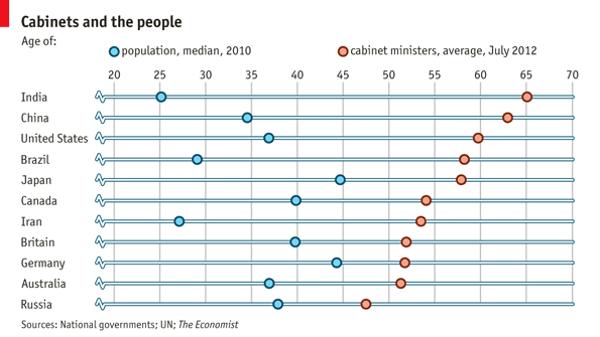 Cabinets and the people
Age of:
population, median, 2010 cabinet ministers, average, July 2012
20 25 30 35 40 45 50 55 60 65 70
India
China
United States
Brazil
Japan
Canada
Iran
Britain
Germany
Australia
Russia
Sources: National governments; UN; The Economist